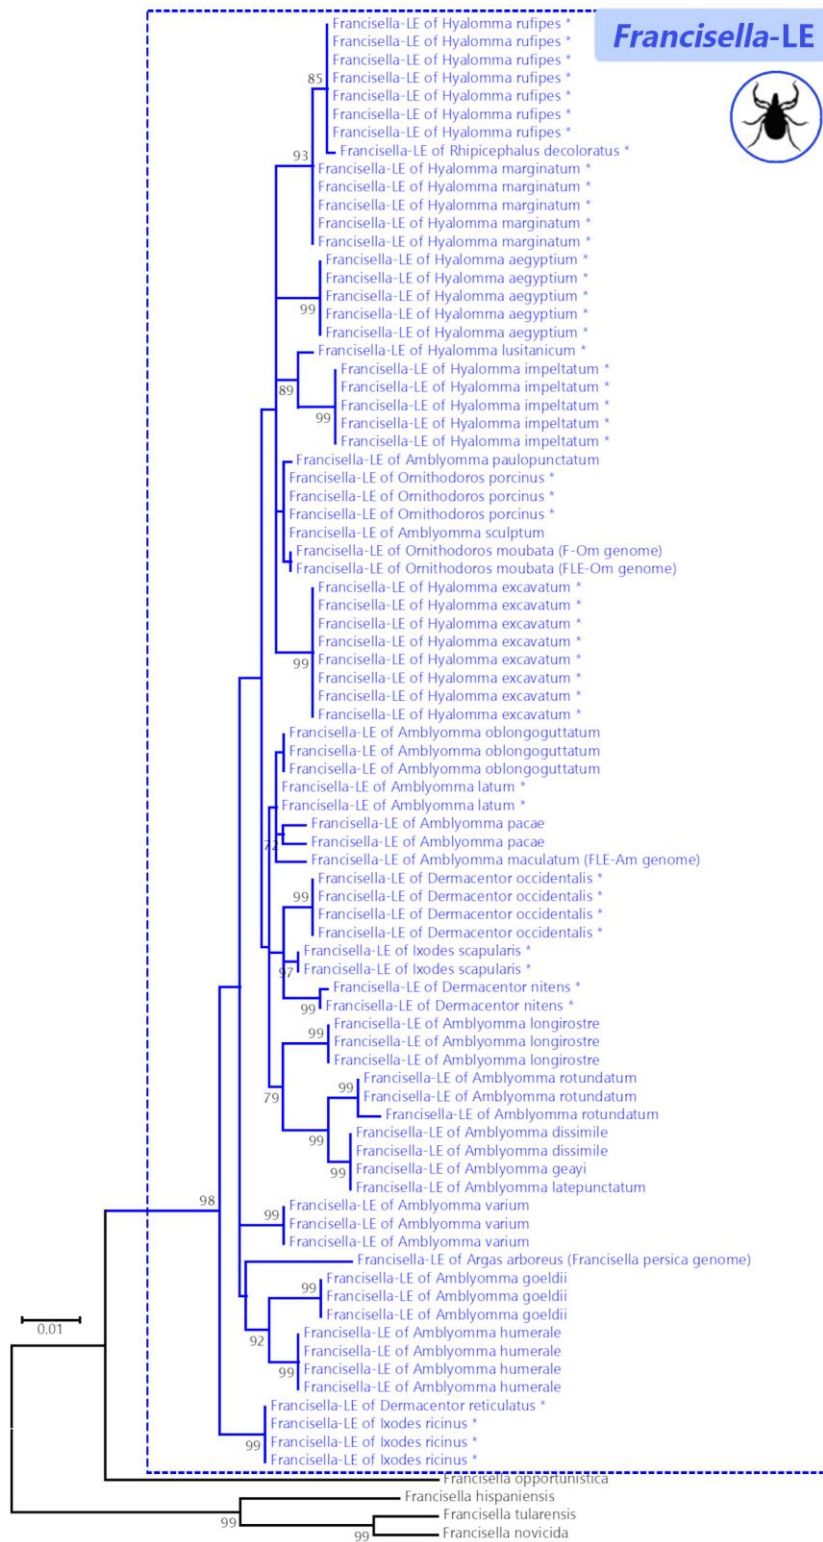 Francisella-LE
Francisella-LE of Hyalomma rufipes *
Francisella-LE of Hyalomma rufipes *
Francisella-LE of Hyalomma rufipes *
Francisella-LE of Hyalomma rufipes *
85
Francisella-LE of Hyalomma rufipes *
Francisella-LE of Hyalomma rufipes *
Francisella-LE of Hyalomma rufipes *
Francisella-LE of Rhipicephalus decoloratus *
93
Francisella-LE of Hyalomma marginatum *
Francisella-LE of Hyalomma marginatum *
Francisella-LE of Hyalomma marginatum *
Francisella-LE of Hyalomma marginatum *
Francisella-LE of Hyalomma marginatum *
Francisella-LE of Hyalomma aegyptium *
Francisella-LE of Hyalomma aegyptium *
Francisella-LE of Hyalomma aegyptium *
99
Francisella-LE of Hyalomma aegyptium *
Francisella-LE of Hyalomma aegyptium *
Francisella-LE of Hyalomma lusitanicum *
Francisella-LE of Hyalomma impeltatum *
89
Francisella-LE of Hyalomma impeltatum *
Francisella-LE of Hyalomma impeltatum *
99
Francisella-LE of Hyalomma impeltatum *
Francisella-LE of Hyalomma impeltatum *
Francisella-LE of Amblyomma paulopunctatum
Francisella-LE of Ornithodoros porcinus *
Francisella-LE of Ornithodoros porcinus *
Francisella-LE of Ornithodoros porcinus *
Francisella-LE of Amblyomma sculptum
Francisella-LE of Ornithodoros moubata (F-Om genome)
Francisella-LE of Ornithodoros moubata (FLE-Om genome)
Francisella-LE of Hyalomma excavatum *
Francisella-LE of Hyalomma excavatum *
Francisella-LE of Hyalomma excavatum *
Francisella-LE of Hyalomma excavatum *
99
Francisella-LE of Hyalomma excavatum *
Francisella-LE of Hyalomma excavatum *
Francisella-LE of Hyalomma excavatum *
Francisella-LE of Hyalomma excavatum *
Francisella-LE of Amblyomma oblongoguttatum
Francisella-LE of Amblyomma oblongoguttatum
Francisella-LE of Amblyomma oblongoguttatum
Francisella-LE of Amblyomma latum *
Francisella-LE of Amblyomma latum *
Francisella-LE of Amblyomma pacae
72
Francisella-LE of Amblyomma pacae
Francisella-LE of Amblyomma maculatum (FLE-Am genome)
Francisella-LE of Dermacentor occidentalis *
99
Francisella-LE of Dermacentor occidentalis *
Francisella-LE of Dermacentor occidentalis *
Francisella-LE of Dermacentor occidentalis *
Francisella-LE of Ixodes scapularis *
97
Francisella-LE of Ixodes scapularis *
Francisella-LE of Dermacentor nitens *
99
Francisella-LE of Dermacentor nitens *
Francisella-LE of Amblyomma longirostre
99
Francisella-LE of Amblyomma longirostre
Francisella-LE of Amblyomma longirostre
Francisella-LE of Amblyomma rotundatum
99
79
Francisella-LE of Amblyomma rotundatum
Francisella-LE of Amblyomma rotundatum
99
Francisella-LE of Amblyomma dissimile
Francisella-LE of Amblyomma dissimile
99
Francisella-LE of Amblyomma geayi
Francisella-LE of Amblyomma latepunctatum
98
Francisella-LE of Amblyomma varium
99
Francisella-LE of Amblyomma varium
Francisella-LE of Amblyomma varium
Francisella-LE of Argas arboreus (Francisella persica genome)
Francisella-LE of Amblyomma goeldii
99
Francisella-LE of Amblyomma goeldii
Francisella-LE of Amblyomma goeldii
0.01
92
Francisella-LE of Amblyomma humerale
Francisella-LE of Amblyomma humerale
99
Francisella-LE of Amblyomma humerale
Francisella-LE of Amblyomma humerale
Francisella-LE of Dermacentor reticulatus *
Francisella-LE of Ixodes ricinus *
99
Francisella-LE of Ixodes ricinus *
Francisella-LE of Ixodes ricinus *
Francisella opportunistica
Francisella hispaniensis
99
Francisella tularensis
99
Francisella novicida